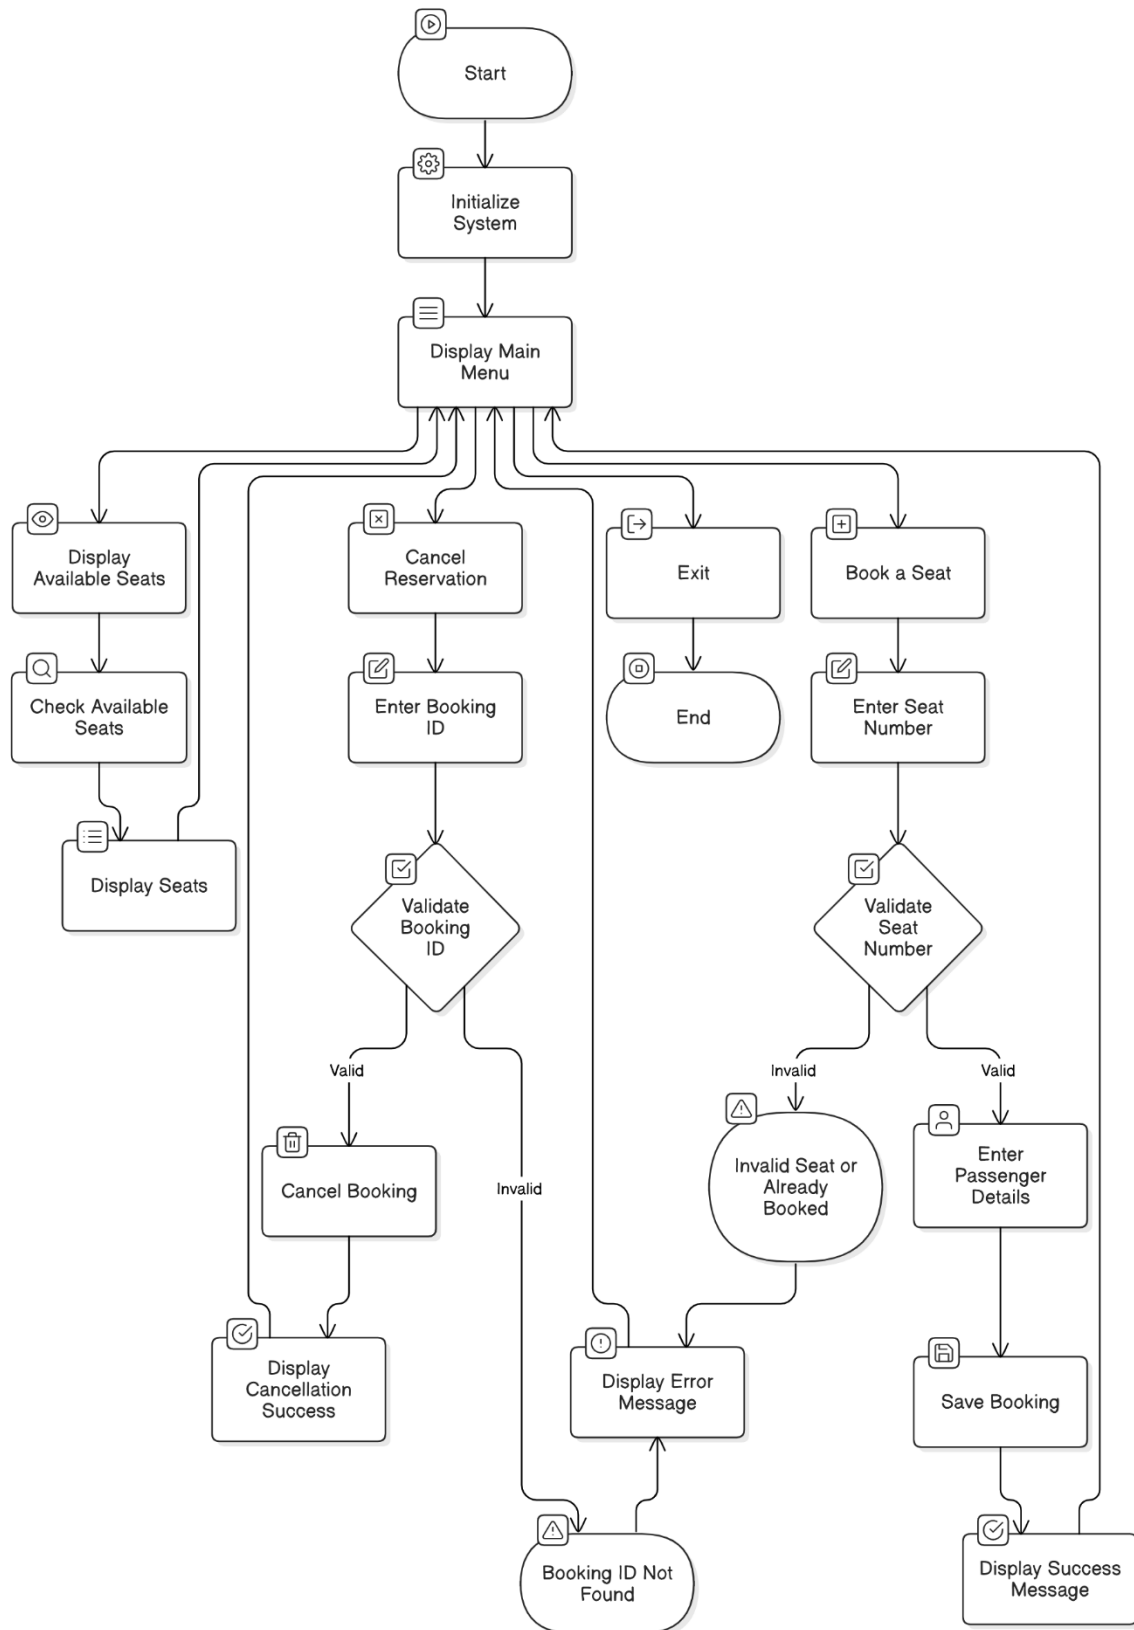 Start
Initialize
System
Display Main
Menu
Display
Available Seats
Cancel
Reservation
Exit
Book a Seat
Check Available
Seats
Enter Booking
ID
End
Enter Seat
Number
Display Seats
Validate
Booking
ID
Validate
Seat
Number
Valid
Invalid
Invalid
Valid
Cancel Booking
Invalid Seat or
Already
Booked
Enter
Passenger
Details
Display
Cancellation
Success
Display Error
Message
Save Booking
Booking ID Not
Found
Display Success
Message